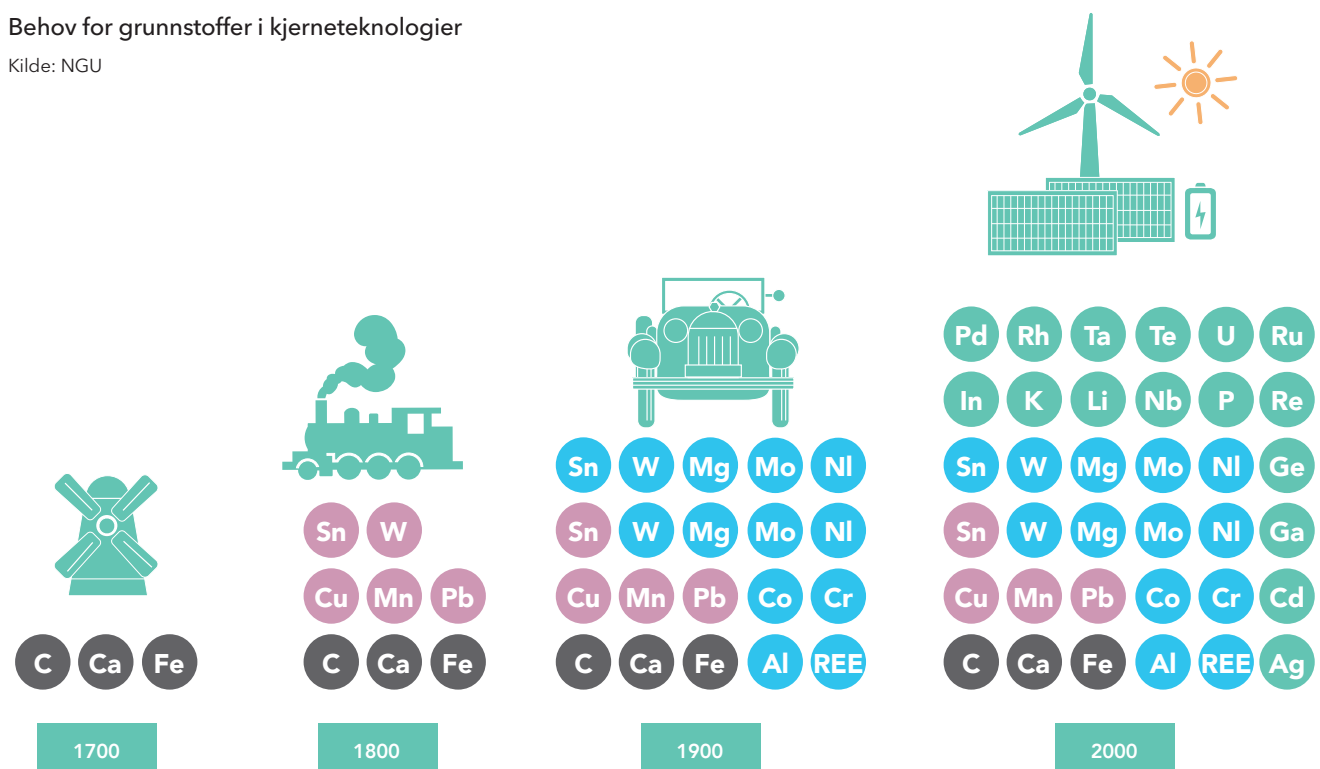 Behov for grunnstoffer i kjerneteknologier
Kilde: NGU
C Ca Fe
1700
Sn W
Cu Mn Pb
C Ca Fe
1800
Sn W Mg Mo Nl
Sn W Mg Mo Nl
Cu Mn Pb Co Cr
C Ca Fe Al REE
1900
Pd Rh Ta Te U Ru
In K Li Nb P Re
Sn W Mg Mo Nl Ge
Sn W Mg Mo Nl Ga
Cu Mn Pb Co Cr Cd
C Ca Fe Al REE Ag
2000